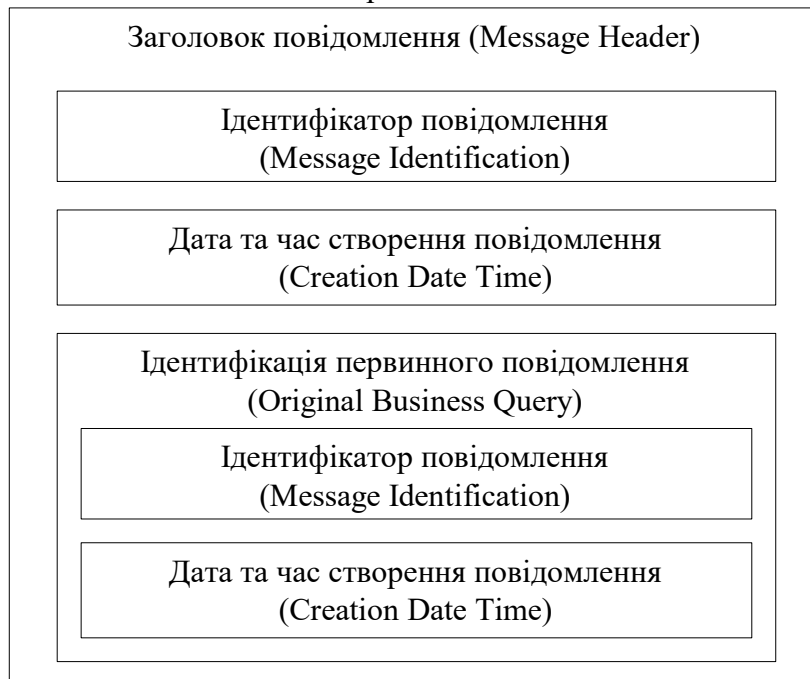 Заголовок повідомлення (Message Header)
Ідентифікатор повідомлення
(Message Identification)
Дата та час створення повідомлення
(Creation Date Time)
Ідентифікація первинного повідомлення
(Original Business Query)
Ідентифікатор повідомлення
(Message Identification)
Дата та час створення повідомлення
(Creation Date Time)